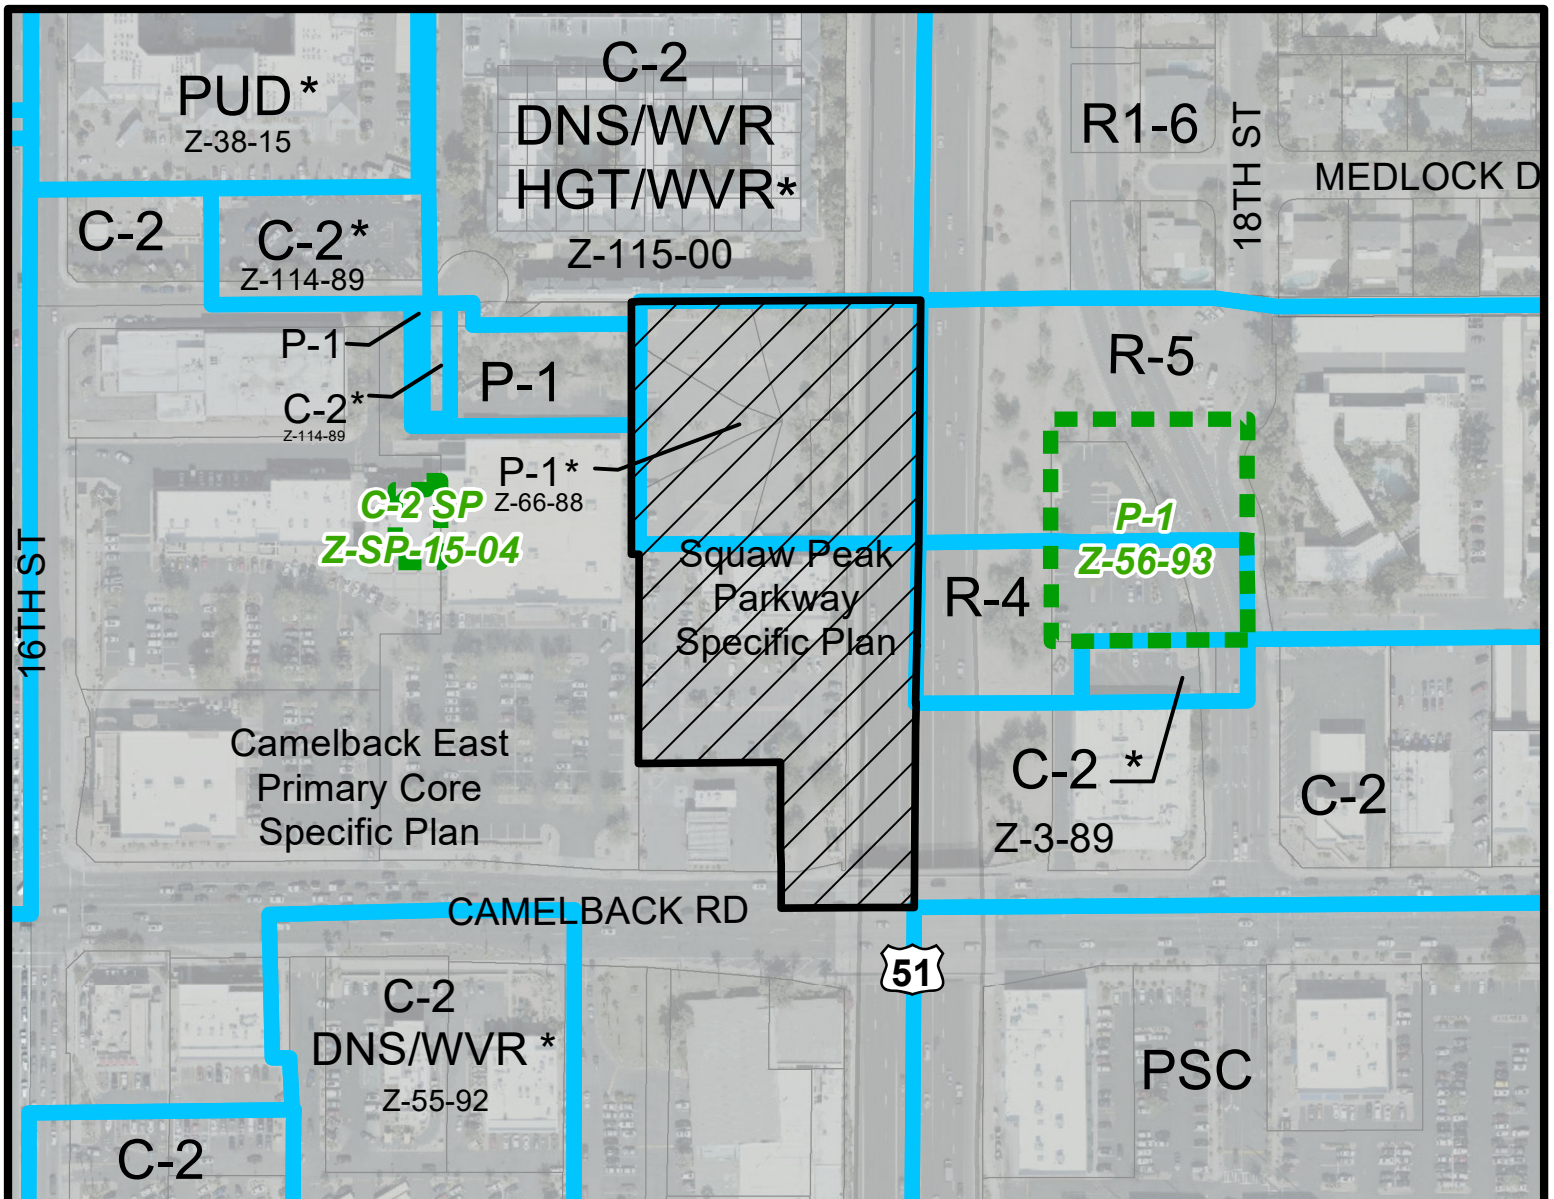 C-2
DNS/WVR
HGT/WVR*
Z-115-00
PUD*
Z-38-15
R1-6
18TH ST
MEDLOCK D
C-2
C-2*
Z-114-89
P-1
C-2*
Z-114-89
P-1
R-5
P-1*
Z-66-88
C-2 SP
Z-SP-15-04
P-1
Z-56-93
16TH ST
Squaw Peak
Parkway
Specific Plan
R-4
Camelback East
Primary Core
Specific Plan
C-2 *
Z-3-89
C-2
CAMELBACK RD
51
C-2
DNS/WVR *
Z-55-92
PSC
C-2